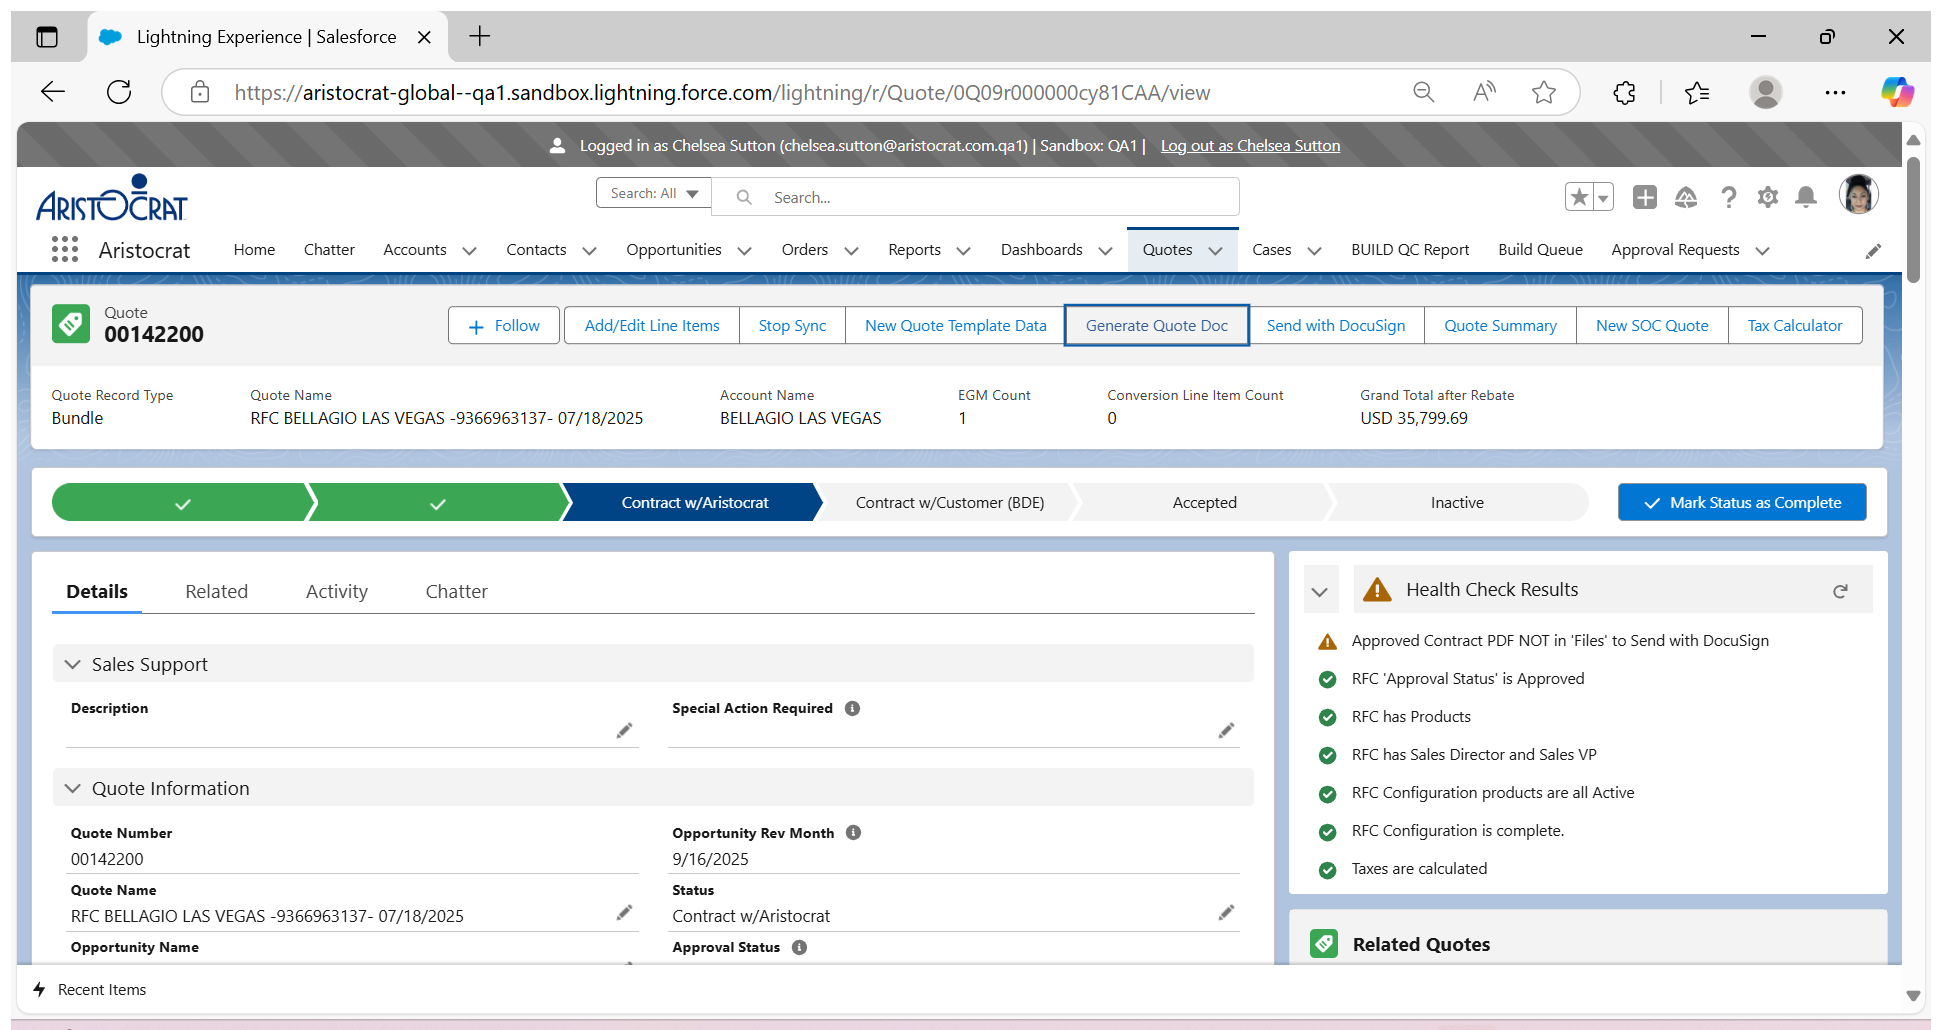 Lightning Experience | Salesforce
https://aristocrat-global--qa1.sandbox.lightning.force.com/lightning/r/Quote/0Q09r000000cy81CAA/view
Logged in as Chelsea Sutton (chelsea.sutton@aristocrat.com.qa1) | Sandbox: QA1 | Log out as Chelsea Sutton
ARISTOCRAT
Search: All
Search...
Aristocrat Home Chatter Accounts Contacts Opportunities Orders Reports Dashboards Quotes Cases BUILD QC Report Build Queue Approval Requests
Quote
00142200
Follow Add/Edit Line Items Stop Sync New Quote Template Data Generate Quote Doc Send with DocuSign Quote Summary New SOC Quote Tax Calculator
Quote Record Type Quote Name Account Name EGM Count Conversion Line Item Count Grand Total after Rebate
Bundle RFC BELLAGIO LAS VEGAS -9366963137- 07/18/2025 BELLAGIO LAS VEGAS 1 0 USD 35,799.69
Contract w/Aristocrat Contract w/Customer (BDE) Accepted Inactive Mark Status as Complete
Details Related Activity Chatter
Sales Support
Description Special Action Required
Quote Information
Quote Number Opportunity Rev Month
00142200 9/16/2025
Quote Name Status
RFC BELLAGIO LAS VEGAS -9366963137- 07/18/2025 Contract w/Aristocrat
Opportunity Name Approval Status
Health Check Results
Approved Contract PDF NOT in 'Files' to Send with DocuSign
RFC 'Approval Status' is Approved
RFC has Products
RFC has Sales Director and Sales VP
RFC Configuration products are all Active
RFC Configuration is complete.
Taxes are calculated
Related Quotes
Recent Items